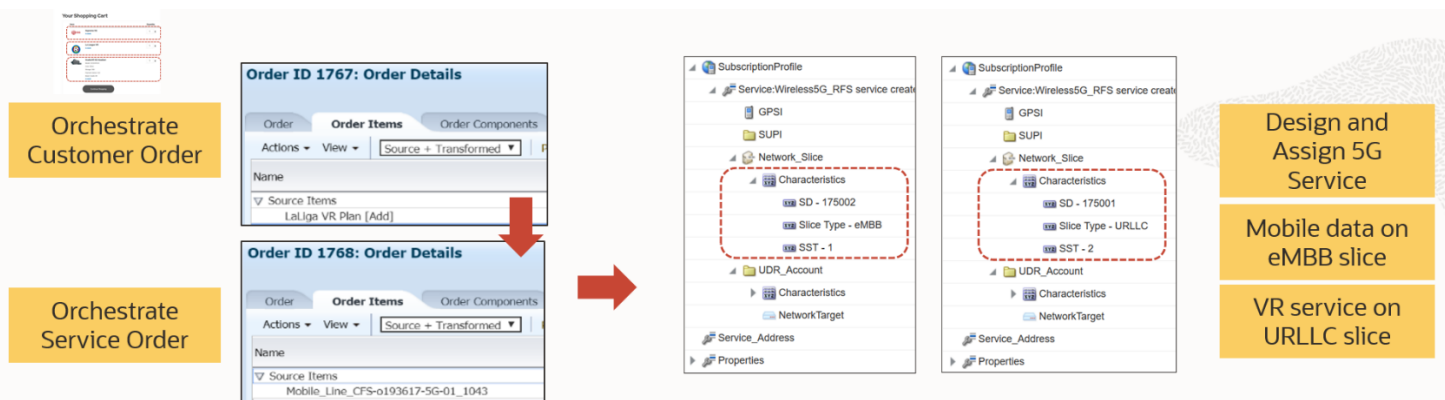 Your Shopping Cart
Orchestrate
Customer Order
Orchestrate
Service Order
Order ID 1767: Order Details
Order Order Items Order Components
Actions View Source + Transformed
Name
Source Items
LaLiga VR Plan [Add]
Order ID 1768: Order Details
Order Order Items Order Components
Actions View Source + Transformed
Name
Source Items
Mobile_Line_CFS-o193617-5G-01_1043
SubscriptionProfile
Service:Wireless5G_RFS service create
GPSI
SUPI
Network_Slice
Characteristics
SD - 175002
Slice Type - eMBB
SST - 1
UDR_Account
Characteristics
NetworkTarget
Service_Address
Properties
SubscriptionProfile
Service:Wireless5G_RFS service create
GPSI
SUPI
Network_Slice
Characteristics
SD - 175001
Slice Type - URLLC
SST - 2
UDR_Account
Characteristics
NetworkTarget
Service_Address
Properties
Design and
Assign 5G
Service
Mobile data on
eMBB slice
VR service on
URLLC slice